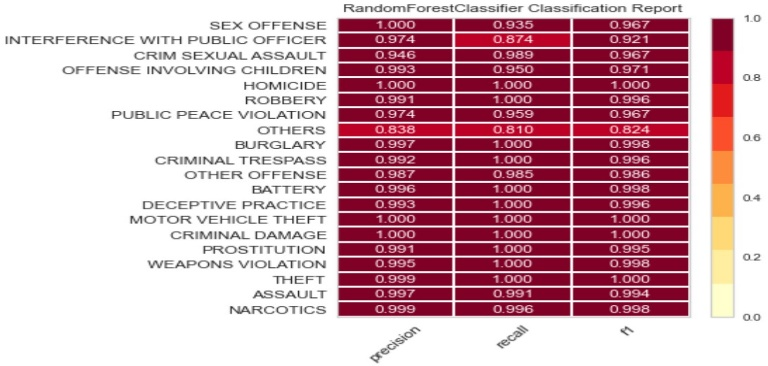 RandomForestClassifier Classification Report
SEX OFFENSE 1.000 0.935 0.967 1.0
INTERFERENCE WITH PUBLIC OFFICER 0.974 0.874 0.921
CRIM SEXUAL ASSAULT 0.946 0.989 0.967
OFFENSE INVOLVING CHILDREN 0.993 0.950 0.971
HOMICIDE 1.000 1.000 1.000 0.8
ROBBERY 0.991 1.000 0.996
PUBLIC PEACE VIOLATION 0.974 0.959 0.967
OTHERS 0.838 0.810 0.824
BURGLARY 0.997 1.000 0.998 0.6
CRIMINAL TRESPASS 0.992 1.000 0.996
OTHER OFFENSE 0.987 0.985 0.986
BATTERY 0.996 1.000 0.998
DECEPTIVE PRACTICE 0.993 1.000 0.996 0.4
MOTOR VEHICLE THEFT 1.000 1.000 1.000
CRIMINAL DAMAGE 1.000 1.000 1.000
PROSTITUTION 0.991 1.000 0.995
WEAPONS VIOLATION 0.995 1.000 0.998 0.2
THEFT 0.999 1.000 1.000
ASSAULT 0.997 0.991 0.994
NARCOTICS 0.999 0.996 0.998 0.0
precision recall f1